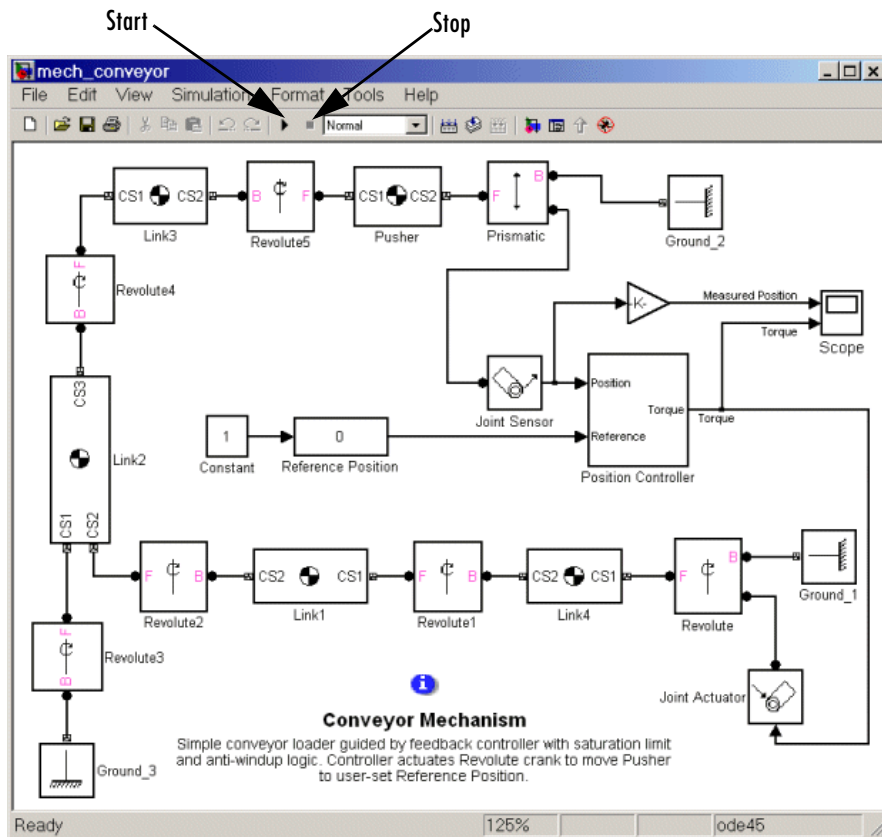 Start
Stop
mech_conveyor
File Edit View Simulation Format Tools Help
Normal
CS1 CS2
Link3
B F
Revolute5
CS1 CS2
Pusher
F B
Prismatic
Ground_2
F
B
Revolute4
-K-
Measured Position
Torque
Scope
CS3
CS1
CS2
Link2
Joint Sensor
Position
Reference
Torque
Position Controller
Torque
1
Constant
0
Reference Position
F B
Revolute2
CS2 CS1
Link1
F B
Revolute1
CS2 CS1
Link4
F B
Revolute
Ground_1
F
B
Revolute3
Joint Actuator
Ground_3
i
Conveyor Mechanism
Simple conveyor loader guided by feedback controller with saturation limit
and anti-windup logic. Controller actuates Revolute crank to move Pusher
to user-set Reference Position.
Ready 125% ode45